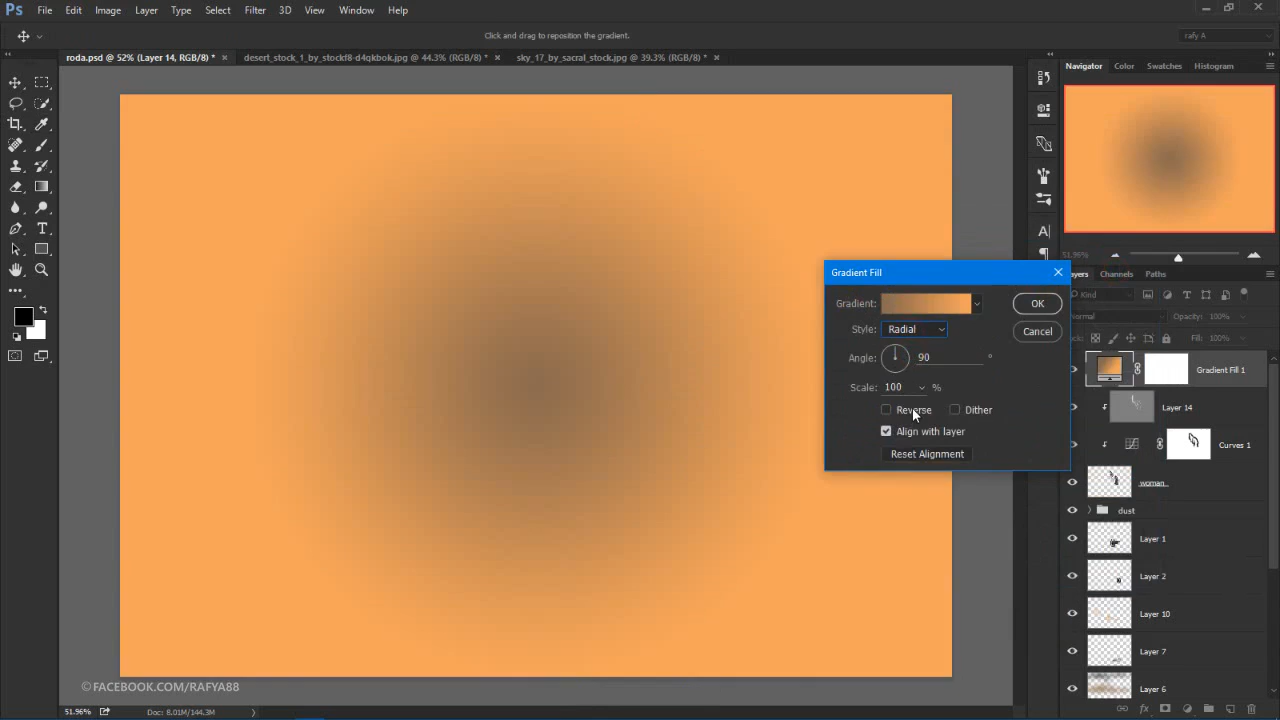 Ps File Edit Image Layer Type Select Filter 3D View Window Help
Click and drag to reposition the gradient.
rafy A
roda.psd @ 52% (Layer 14, RGB/8) * × desert_stock_1_by_stockf8-d4qkbok.jpg @ 44.3% (RGB/8) * × sky_17_by_sacral_stock.jpg @ 39.3% (RGB/8) * ×
Navigator Color Swatches Histogram
51.96%
Gradient Fill
Gradient:
OK
Style: Radial
Cancel
Angle: 90 °
Scale: 100 %
Reverse Dither
Align with layer
Reset Alignment
Layers Channels Paths
Kind
Normal Opacity: 100%
Lock: Fill: 100%
Gradient Fill 1
Layer 14
Curves 1
woman
dust
Layer 1
Layer 2
Layer 10
Layer 7
Layer 6
fx
©FACEBOOK.COM/RAFYA88
51.96% Doc: 8.01M/144.3M